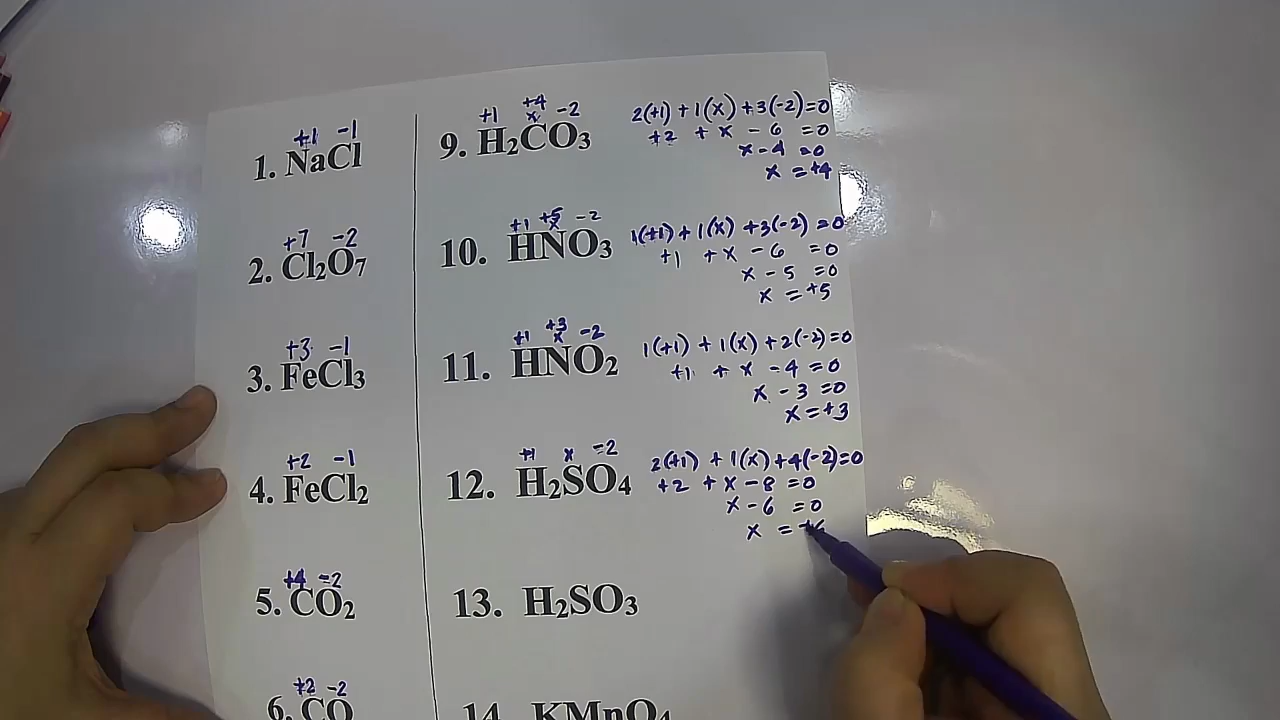 +1 -1
1. NaCl
+7 -2
2. Cl₂O₇
+3 -1
3. FeCl₃
+2 -1
4. FeCl₂
+4 -2
5. CO₂
+2 -2
6. CO
+4
+1 x -2
9. H₂CO₃
2(+1) + 1(x) + 3(-2) = 0
+2 + x - 6 = 0
x - 4 = 0
x = +4
+5
+1 x -2
10. HNO₃
1(+1) + 1(x) + 3(-2) = 0
+1 + x - 6 = 0
x - 5 = 0
x = +5
+3
+1 x -2
11. HNO₂
1(+1) + 1(x) + 2(-2) = 0
+1 + x - 4 = 0
x - 3 = 0
x = +3
+1 x -2
12. H₂SO₄
2(+1) + 1(x) + 4(-2) = 0
+2 + x - 8 = 0
x - 6 = 0
x = +6
13. H₂SO₃
14. KMnO₄